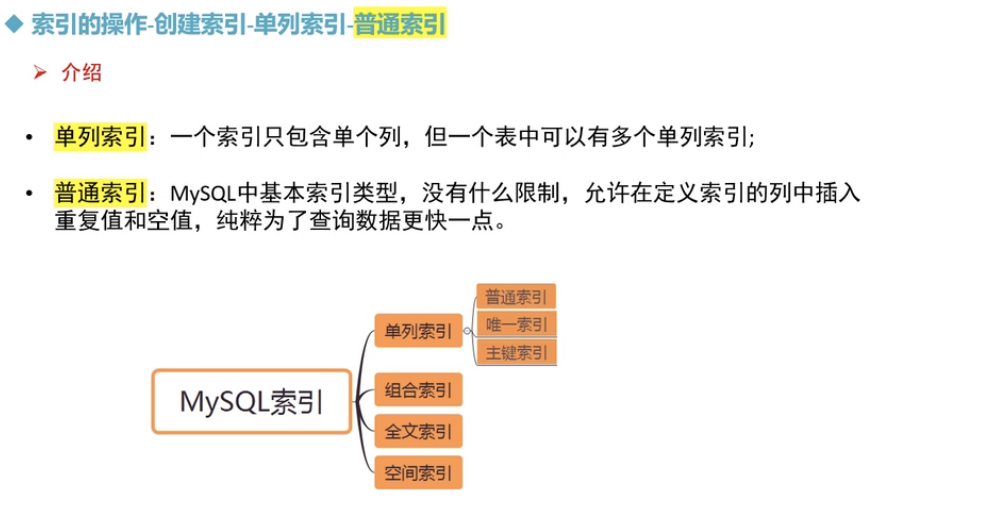 索引的操作-创建索引-单列索引-普通索引
介绍
单列索引：一个索引只包含单个列，但一个表中可以有多个单列索引;
普通索引：MySQL中基本索引类型，没有什么限制，允许在定义索引的列中插入
重复值和空值，纯粹为了查询数据更快一点。
MySQL索引
单列索引
普通索引
唯一索引
主键索引
组合索引
全文索引
空间索引